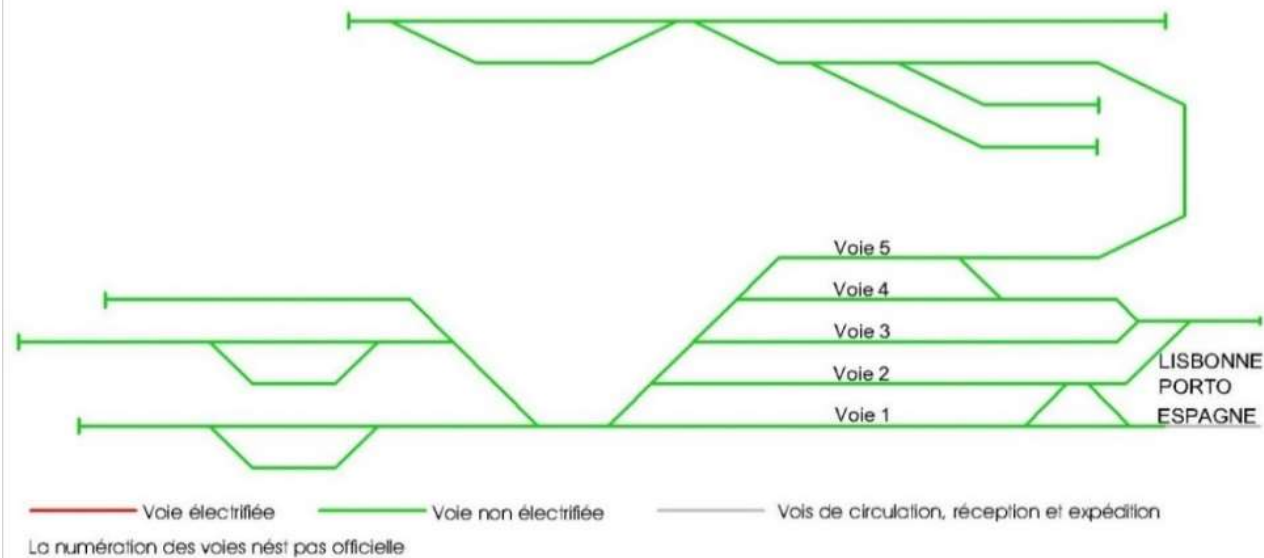 Voie 5
Voie 4
Voie 3
Voie 2
LISBONNE
PORTO
Voie 1
ESPAGNE
Voie électrifiée
Voie non électrifiée
Vois de circulation, réception et expédition
La numération des voies nést pas officielle